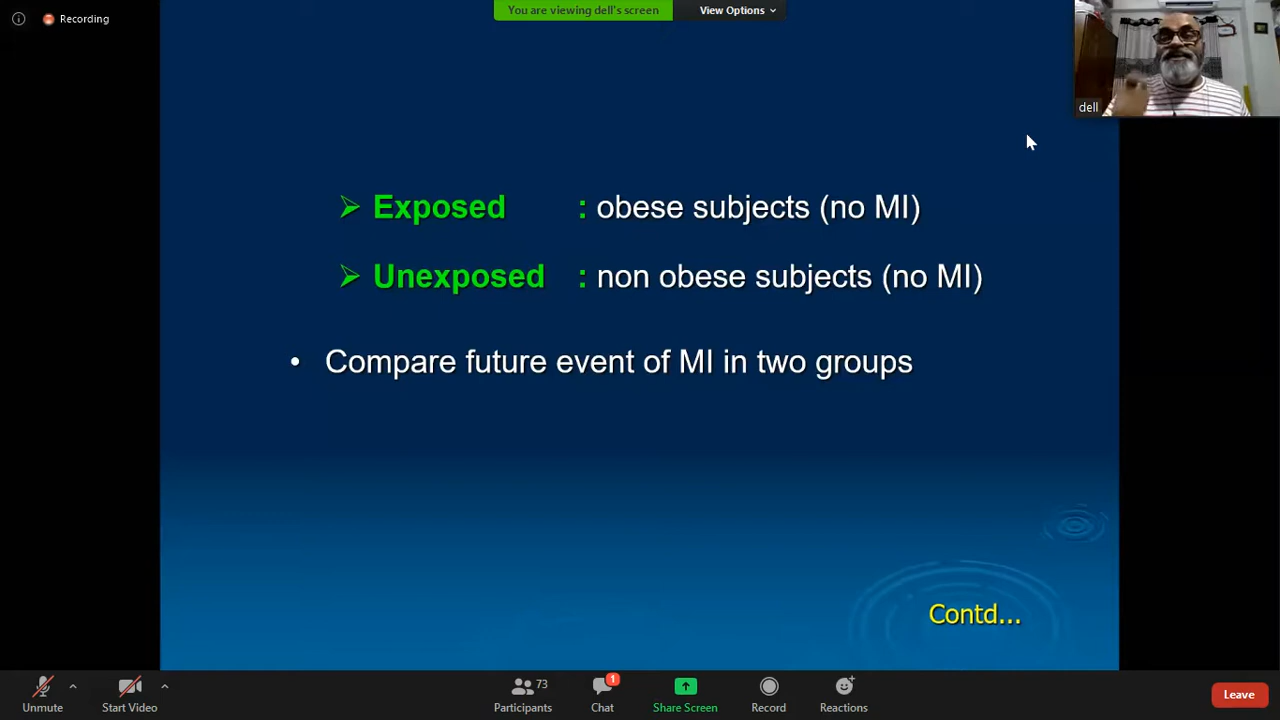 Recording
You are viewing dell's screen
View Options
dell
Exposed : obese subjects (no MI)
Unexposed : non obese subjects (no MI)
• Compare future event of MI in two groups
Contd...
Unmute
Start Video
Participants 73
Chat 1
Share Screen
Record
Reactions
Leave